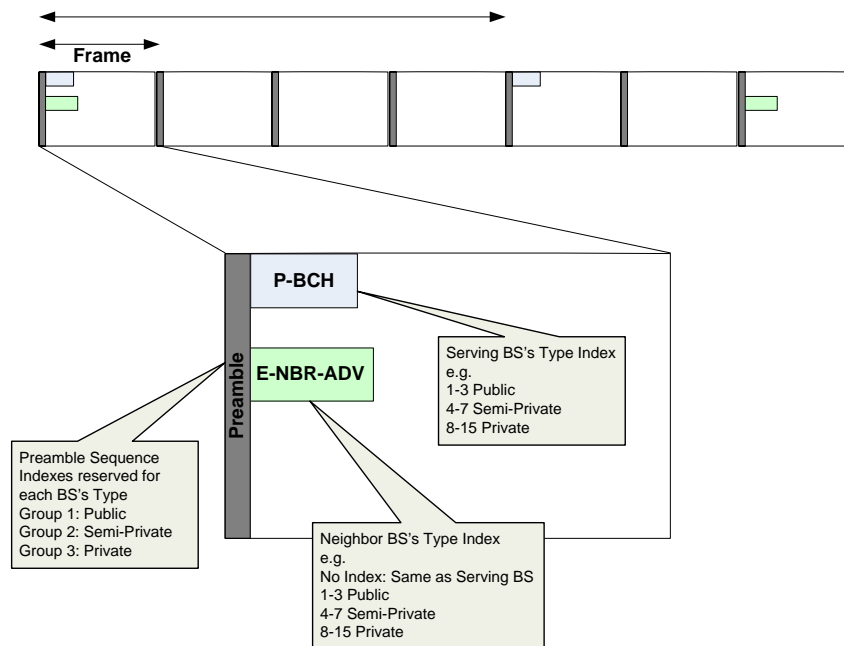 Frame
P-BCH
Serving BS's Type Index
e.g.
1-3 Public
4-7 Semi-Private
8-15 Private
E-NBR-ADV
Preamble
Preamble Sequence
Indexes reserved for
each BS's Type
Group 1: Public
Group 2: Semi-Private
Group 3: Private
Neighbor BS's Type Index
e.g.
No Index: Same as Serving BS
1-3 Public
4-7 Semi-Private
8-15 Private